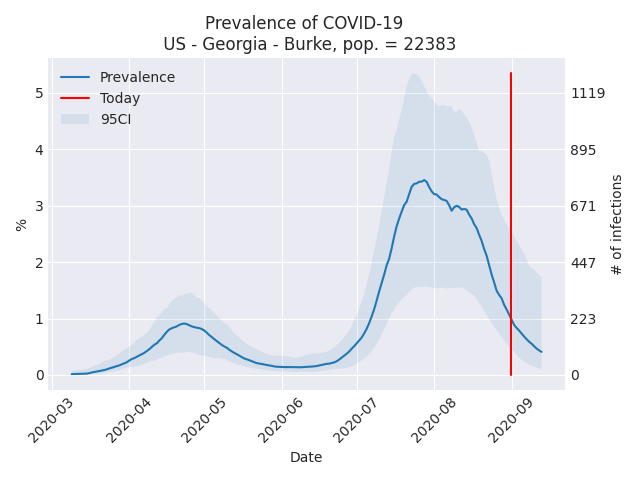 Prevalence of COVID-19
US - Georgia - Burke, pop. = 22383
Prevalence
Today
95CI
5
4
3
2
1
0
%
1119
895
671
447
223
0
# of infections
2020-03
2020-04
2020-05
2020-06
2020-07
2020-08
2020-09
Date